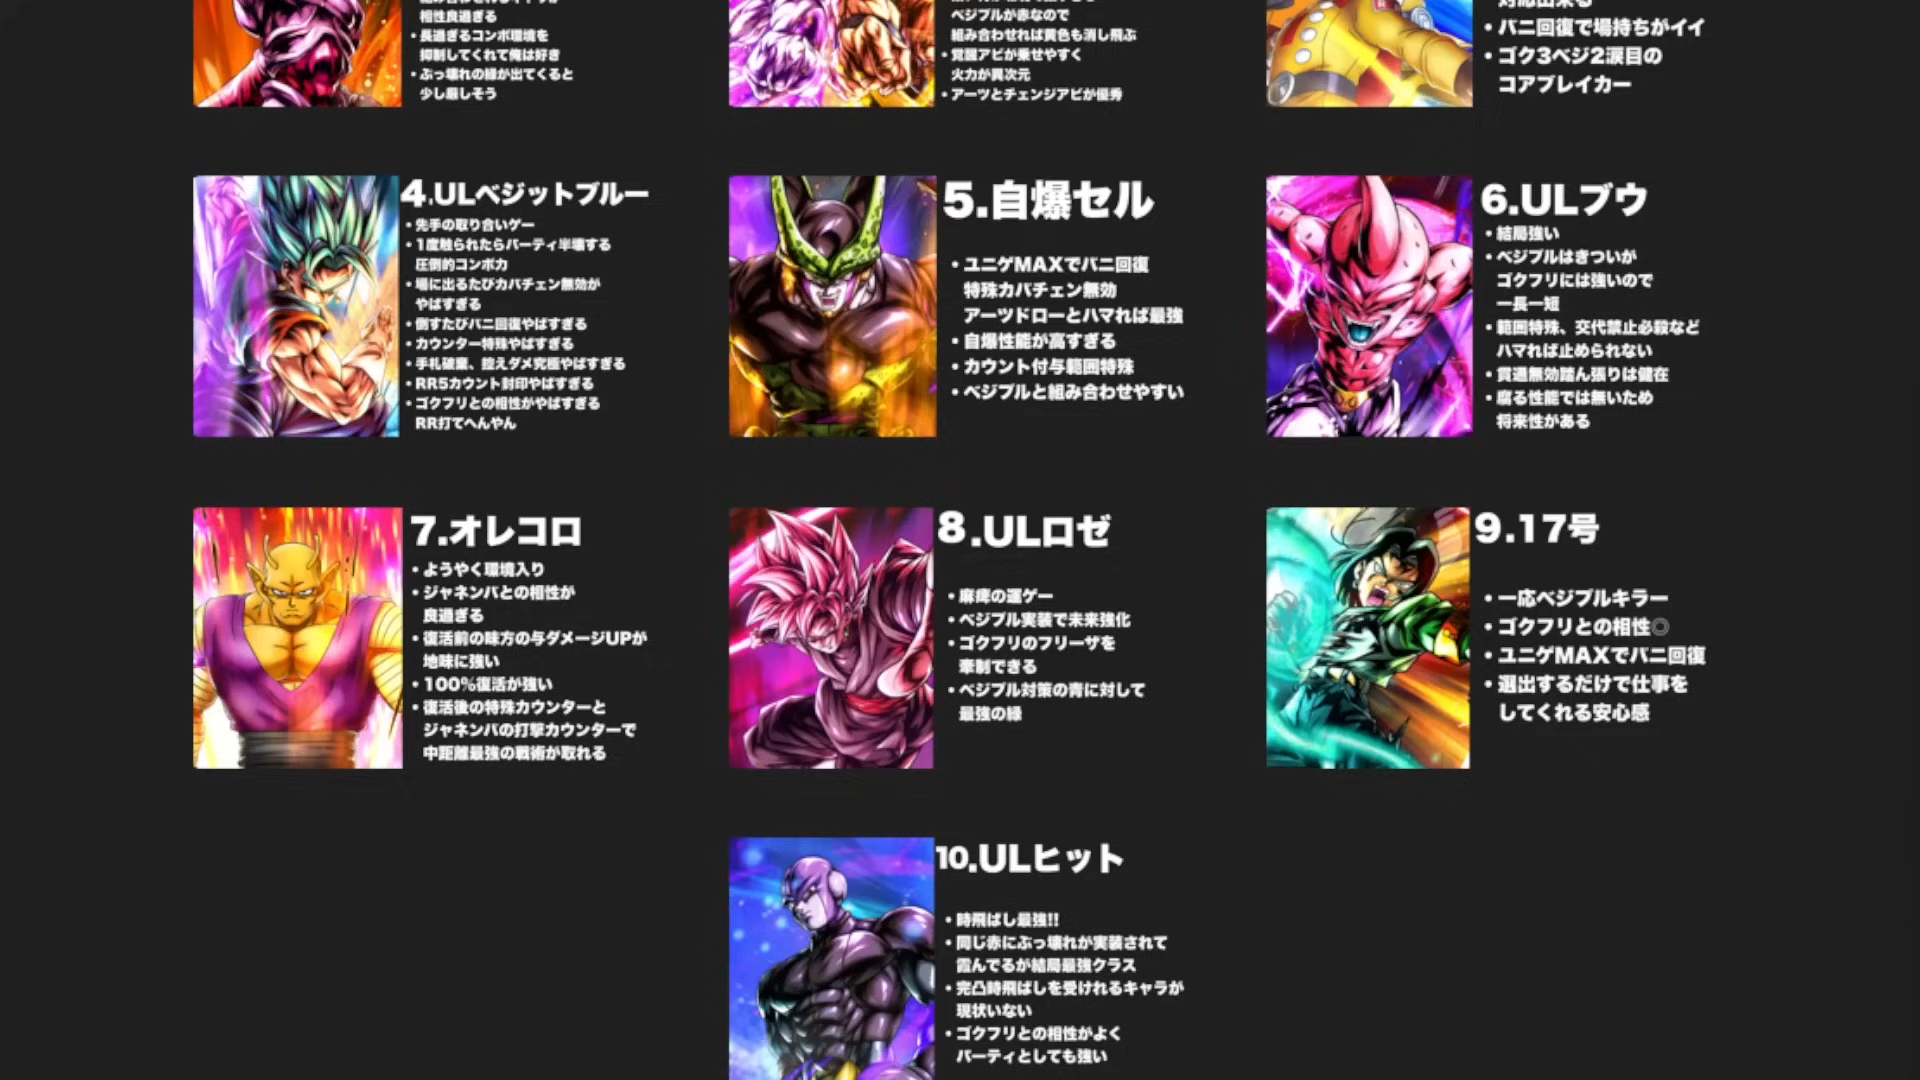 相性良過ぎる
・長過ぎるコンボ環境を
抑制してくれて俺は好き
・ぶっ壊れの緑が出てくると
少し厳しそう
ベジブルが赤なので
組み合わせれば黄色も消し飛ぶ
・覚醒アビが乗せやすく
火力が異次元
・アーツとチェンジアビが優秀
対応出来る
・バニ回復で場持ちがイイ
・ゴク3ベジ2涙目の
コアブレイカー
4.ULベジットブルー
・先手の取り合いゲー
・1度触られたらパーティ半壊する
圧倒的コンボ力
・場に出るたびカバチェン無効が
やばすぎる
・倒すたびバニ回復やばすぎる
・カウンター特殊やばすぎる
・手札破棄、控えダメ究極やばすぎる
・RR5カウント封印やばすぎる
・ゴクフリとの相性がやばすぎる
RR打てへんやん
5.自爆セル
・ユニゲMAXでバニ回復
特殊カバチェン無効
アーツドローとハマれば最強
・自爆性能が高すぎる
・カウント付与範囲特殊
・ベジブルと組み合わせやすい
6.ULブウ
・結局強い
・ベジブルはきついが
ゴクフリには強いので
一長一短
・範囲特殊、交代禁止必殺など
ハマれば止められない
・貫通無効踏ん張りは健在
・腐る性能では無いため
将来性がある
7.オレコロ
・ようやく環境入り
・ジャネンバとの相性が
良過ぎる
・復活前の味方の与ダメージUPが
地味に強い
・100%復活が強い
・復活後の特殊カウンターと
ジャネンバの打撃カウンターで
中距離最強の戦術が取れる
8.ULロゼ
・麻痺の運ゲー
・ベジブル実装で未来強化
・ゴクフリのフリーザを
牽制できる
・ベジブル対策の青に対して
最強の緑
9.17号
・一応ベジブルキラー
・ゴクフリとの相性◎
・ユニゲMAXでバニ回復
・選出するだけで仕事を
してくれる安心感
10.ULヒット
・時飛ばし最強!!
・同じ赤にぶっ壊れが実装されて
霞んでるが結局最強クラス
・完凸時飛ばしを受けれるキャラが
現状いない
・ゴクフリとの相性がよく
パーティとしても強い